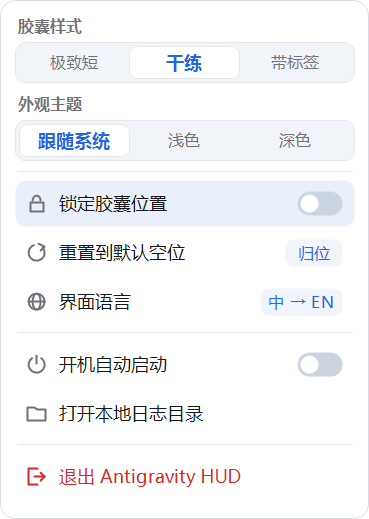 胶囊样式
极致短 干练 带标签
外观主题
跟随系统 浅色 深色
锁定胶囊位置
重置到默认空位 归位
界面语言 中 → EN
开机自动启动
打开本地日志目录
退出 Antigravity HUD